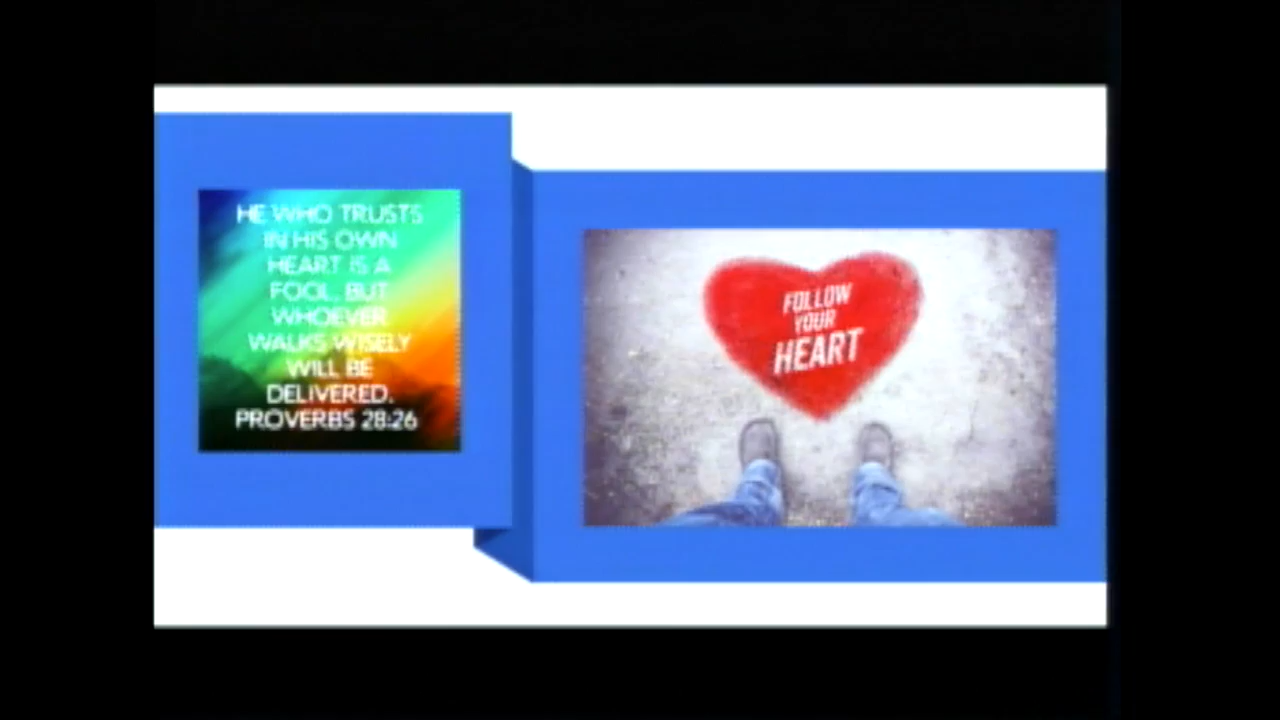 HE WHO TRUSTS
IN HIS OWN
HEART IS A
FOOL, BUT
WHOEVER
WALKS WISELY
WILL BE
DELIVERED.
PROVERBS 28:26
FOLLOW
YOUR
HEART